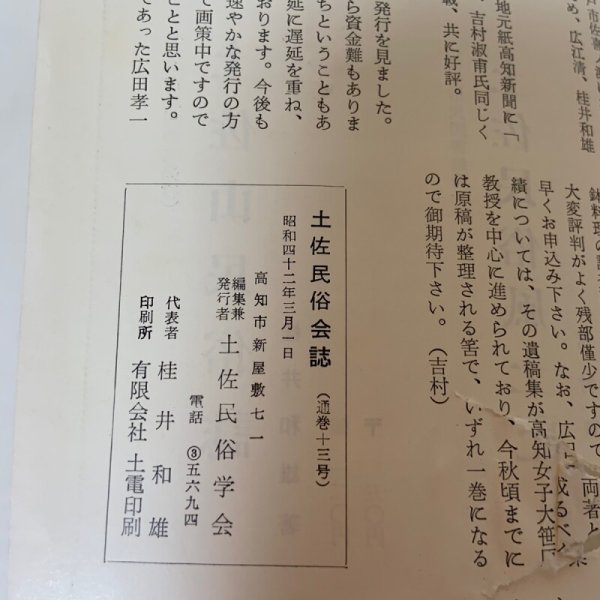 地元紙高知新聞に「
吉村淑甫氏同じく
共に好評。
発行を見ました。
ら資金難もありま
ちということもあ
延に遅延を重ね、
おります。今後も
速やかな発行の方
て画策中ですので
ことと思います。
であった広田孝一
大変評判がよく残部僅少ですので
早くお申込み下さい。なお、広
績については、その遺稿集が高知女子大笹
教授を中心に進められており、今秋頃までに
は原稿が整理される筈で、いずれ一巻になる
ので御期待下さい。（吉村）
土佐民俗会誌（通巻十三号）
昭和四十二年三月一日
高知市新屋敷七一
編集兼
発行者 土佐民俗学会
電話 ③五六九四
代表者 桂井和雄
印刷所 有限会社 土電印刷